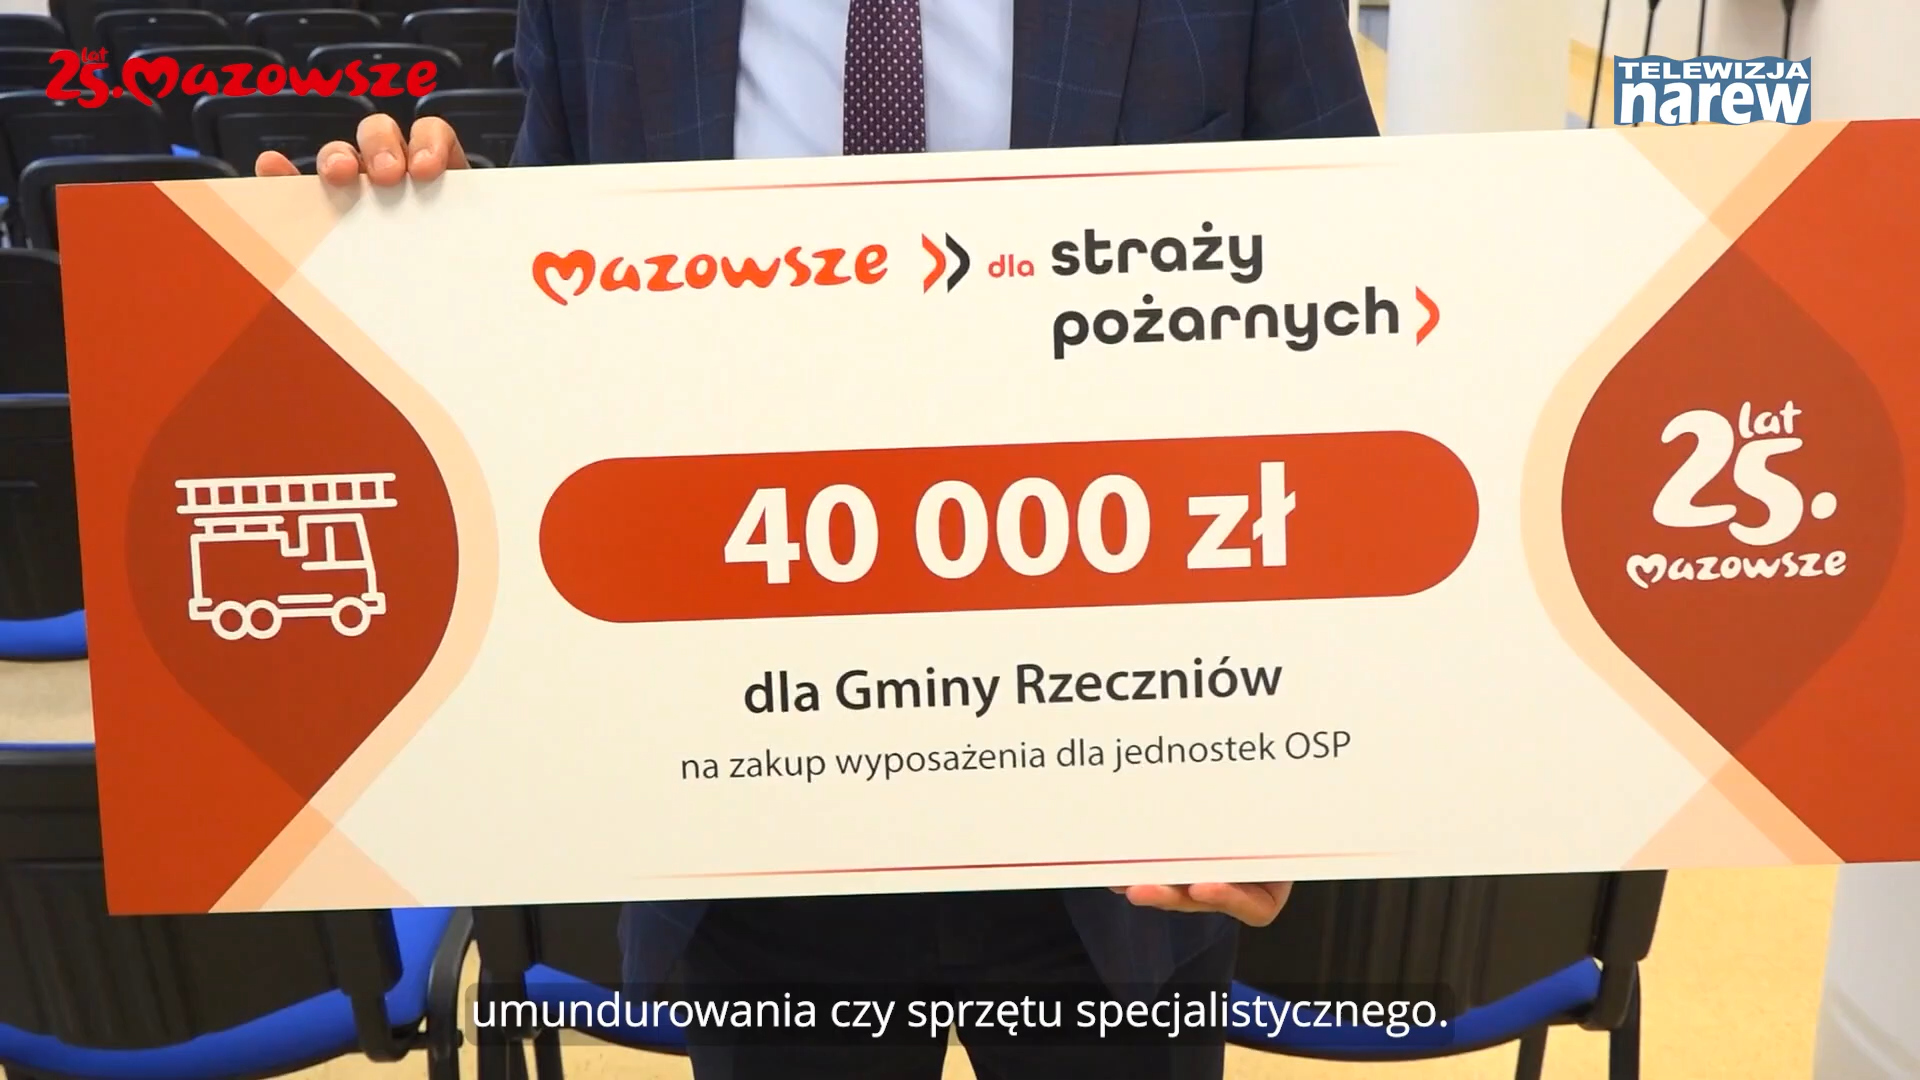 25. lat Mazowsze
TELEWIZJA
narew
mazowsze dla straży
pożarnych
40 000 zł
dla Gminy Rzeczniów
na zakup wyposażenia dla jednostek OSP
lat
25.
mazowsze
umundurowania czy sprzętu specjalistycznego.